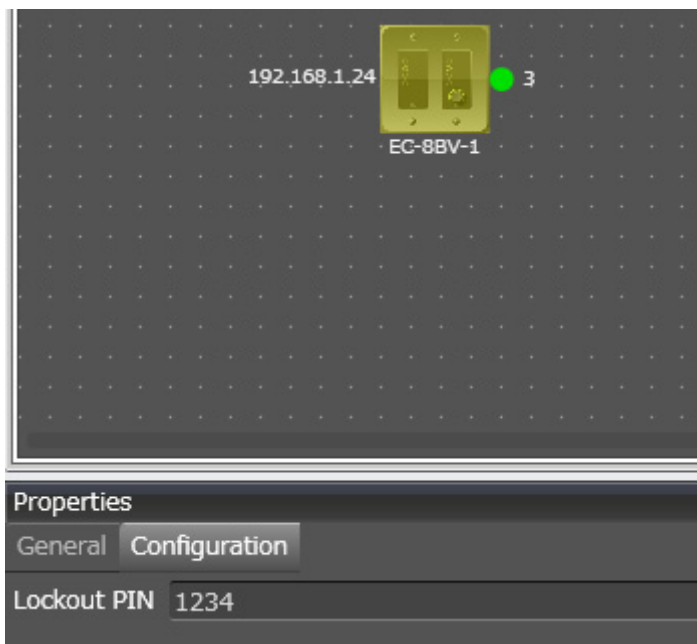 192.168.1.24
3
EC-8BV-1
Properties
General Configuration
Lockout PIN 1234